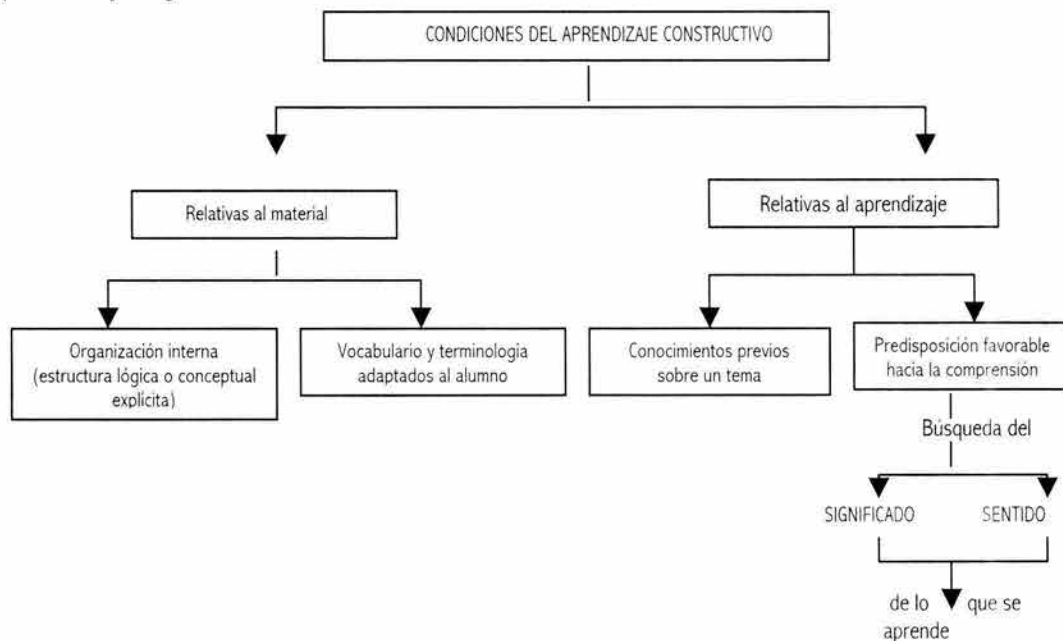 CONDICIONES DEL APRENDIZAJE CONSTRUCTIVO
Relativas al material
Relativas al aprendizaje
Organización interna
(estructura lógica o conceptual
explícita)
Vocabulario y terminología
adaptados al alumno
Conocimientos previos
sobre un tema
Predisposición favorable
hacia la comprensión
Búsqueda del
SIGNIFICADO
SENTIDO
de lo que se
aprende